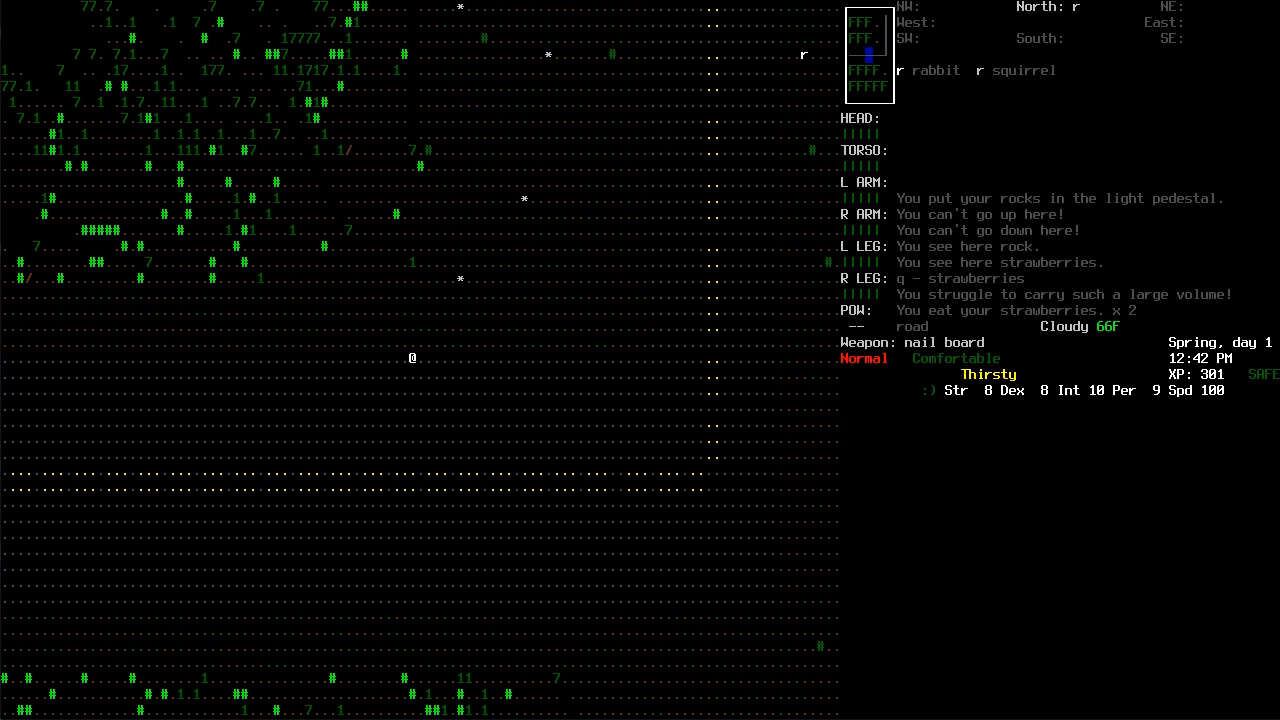 NW: North: r NE:
West: East:
SW: South: SE:
FFF.
FFF.
FFFF.
FFFFF
r rabbit r squirrel
HEAD:
TORSO:
L ARM:
You put your rocks in the light pedestal.
R ARM: You can't go up here!
You can't go down here!
L LEG: You see here rock.
You see here strawberries.
R LEG: q - strawberries
You struggle to carry such a large volume!
POW: You eat your strawberries. x 2
-- road Cloudy 66F
Weapon: nail board Spring, day 1
Normal Comfortable 12:42 PM
Thirsty XP: 301 SAFE
:) Str 8 Dex 8 Int 10 Per 9 Spd 100
r
@